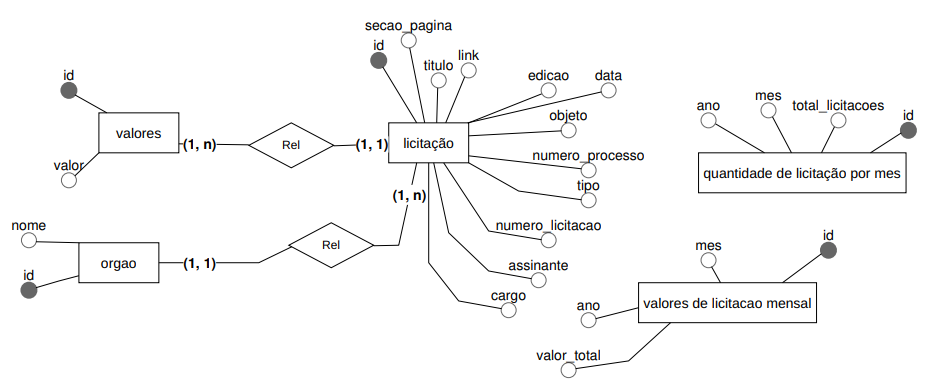 secao_pagina
id
link
titulo
id
edicao
data
mes
ano
total_licitacoes
id
objeto
valores
(1, n)
Rel
(1, 1)
licitação
numero_processo
valor
quantidade de licitação por mes
tipo
(1, n)
nome
numero_licitacao
id
mes
Rel
orgao
(1, 1)
assinante
id
cargo
valores de licitacao mensal
ano
valor_total